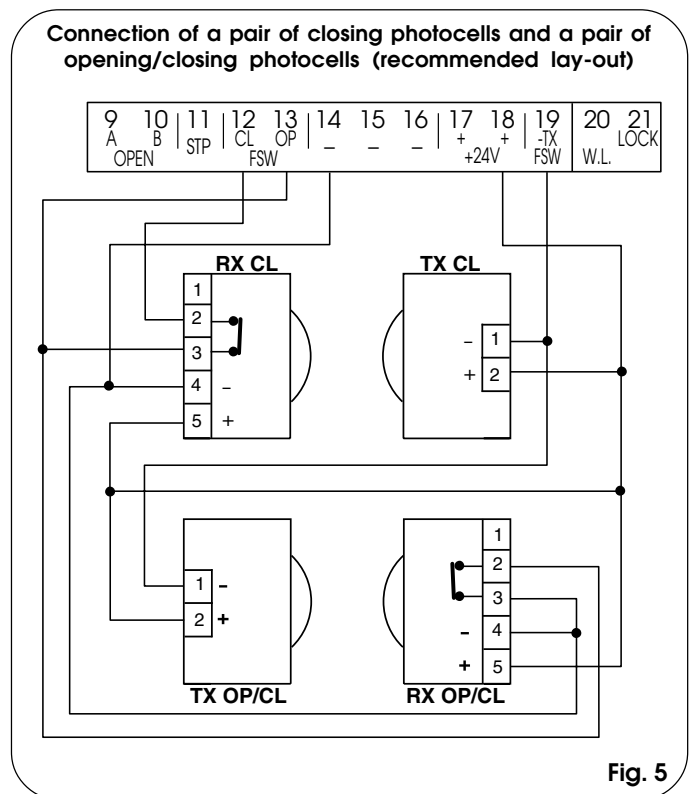 Connection of a pair of closing photocells and a pair of
opening/closing photocells (recommended lay-out)
9 10 11 12 13 14 15 16 17 18 19 20 21
A B STP CL OP – – – + + -TX LOCK
OPEN FSW +24V FSW W.L.
RX CL TX CL
1
2
3
4 –
5 +
– 1
+ 2
1 -
2 +
1
2
3
- 4
+ 5
TX OP/CL RX OP/CL
Fig. 5